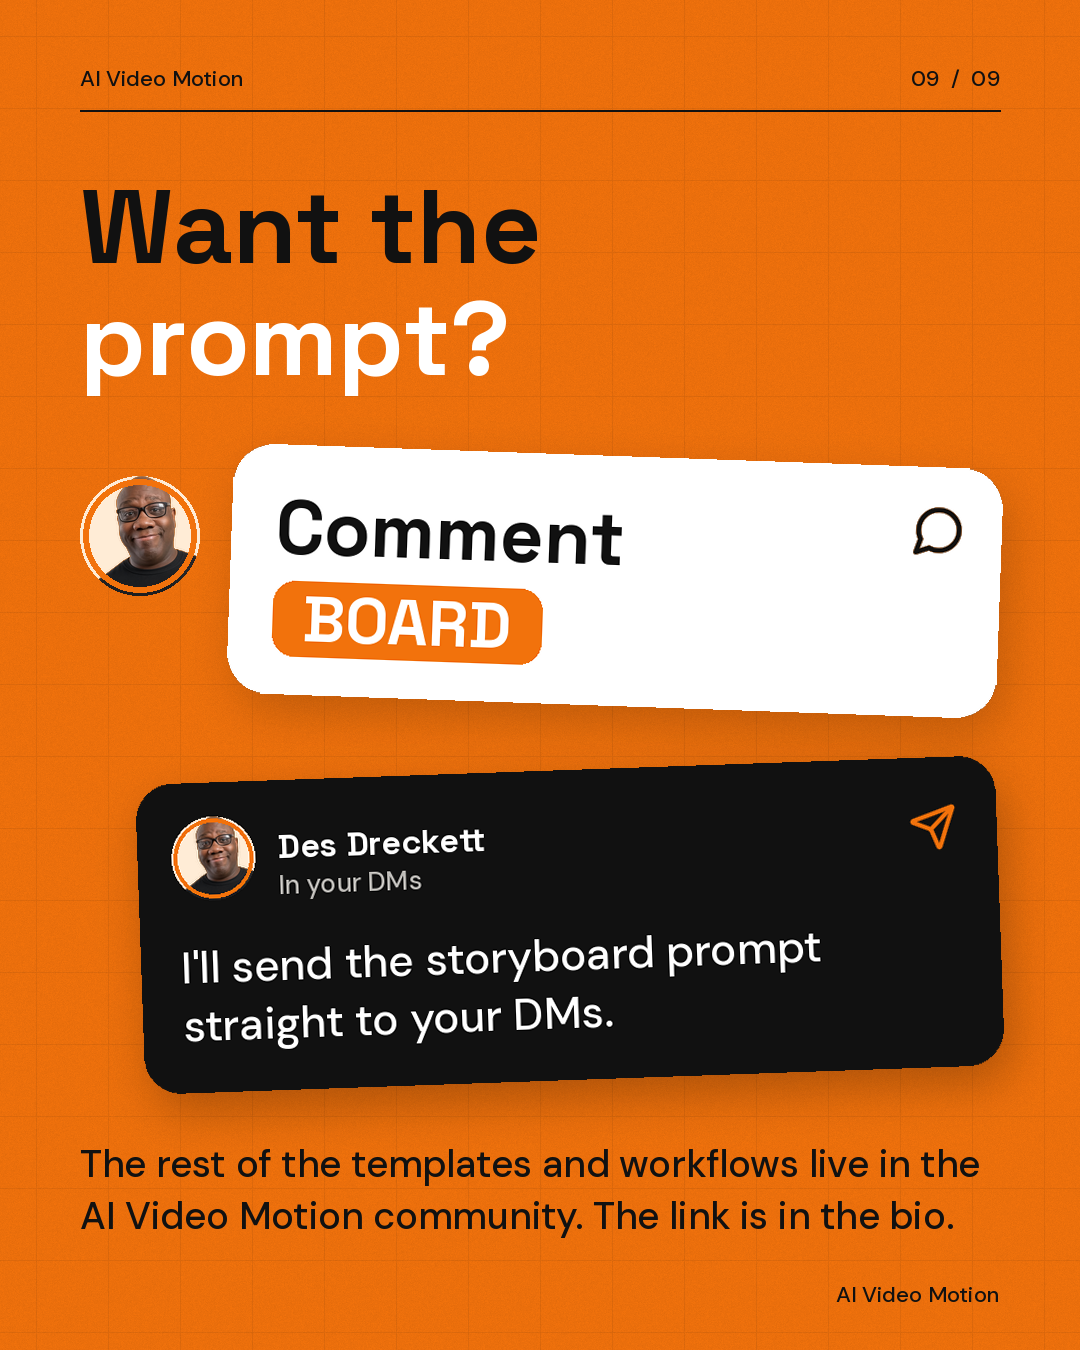 AI Video Motion
09 / 09
Want the
prompt?
Comment
BOARD
Des Dreckett
In your DMs
I'll send the storyboard prompt
straight to your DMs.
The rest of the templates and workflows live in the
AI Video Motion community. The link is in the bio.
AI Video Motion